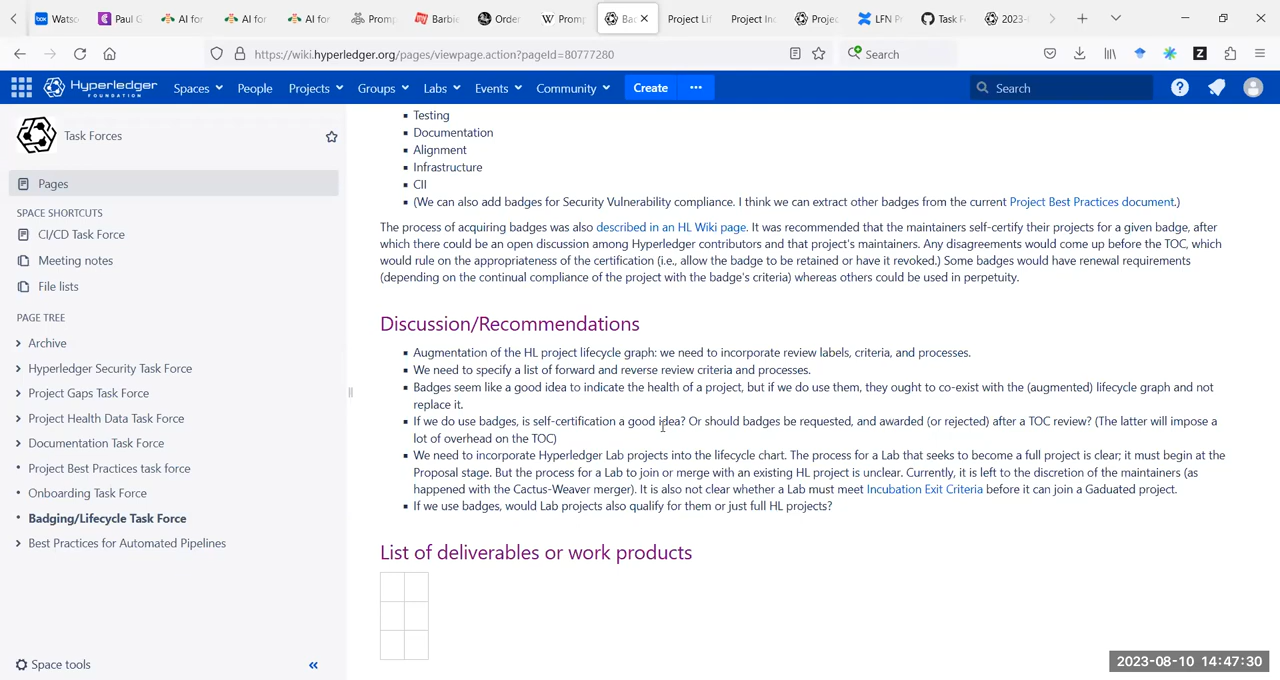 Watso
Paul G
AI for
AI for
AI for
Promp
Barbie
Order
Promp
Ba
Project Lif
Project Inc
Projec
LFN P
Task F
2023-
https://wiki.hyperledger.org/pages/viewpage.action?pageId=80777280
Search
Hyperledger
FOUNDATION
Spaces
People
Projects
Groups
Labs
Events
Community
Create
Search
Task Forces
Pages
SPACE SHORTCUTS
CI/CD Task Force
Meeting notes
File lists
PAGE TREE
Archive
Hyperledger Security Task Force
Project Gaps Task Force
Project Health Data Task Force
Documentation Task Force
Project Best Practices task force
Onboarding Task Force
Badging/Lifecycle Task Force
Best Practices for Automated Pipelines
Space tools
Testing
Documentation
Alignment
Infrastructure
CII
(We can also add badges for Security Vulnerability compliance. I think we can extract other badges from the current Project Best Practices document.)
The process of acquiring badges was also described in an HL Wiki page. It was recommended that the maintainers self-certify their projects for a given badge, after
which there could be an open discussion among Hyperledger contributors and that project's maintainers. Any disagreements would come up before the TOC, which
would rule on the appropriateness of the certification (i.e., allow the badge to be retained or have it revoked.) Some badges would have renewal requirements
(depending on the continual compliance of the project with the badge's criteria) whereas others could be used in perpetuity.
Discussion/Recommendations
Augmentation of the HL project lifecycle graph: we need to incorporate review labels, criteria, and processes.
We need to specify a list of forward and reverse review criteria and processes.
Badges seem like a good idea to indicate the health of a project, but if we do use them, they ought to co-exist with the (augmented) lifecycle graph and not
replace it.
If we do use badges, is self-certification a good idea? Or should badges be requested, and awarded (or rejected) after a TOC review? (The latter will impose a
lot of overhead on the TOC)
We need to incorporate Hyperledger Lab projects into the lifecycle chart. The process for a Lab that seeks to become a full project is clear; it must begin at the
Proposal stage. But the process for a Lab to join or merge with an existing HL project is unclear. Currently, it is left to the discretion of the maintainers (as
happened with the Cactus-Weaver merger). It is also not clear whether a Lab must meet Incubation Exit Criteria before it can join a Gaduated project.
If we use badges, would Lab projects also qualify for them or just full HL projects?
List of deliverables or work products
2023-08-10 14:47:30